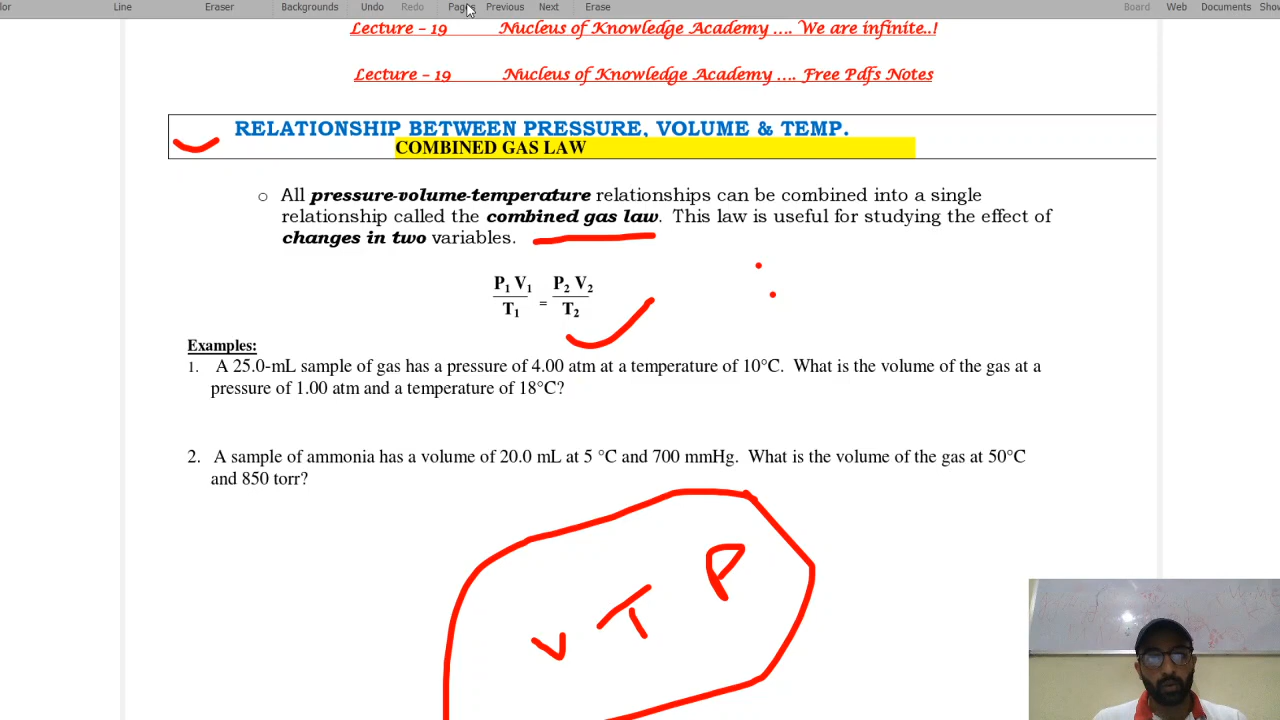 lor Line Eraser Backgrounds Undo Redo Pages Previous Next Erase Board Web Documents Show
Lecture – 19 Nucleus of Knowledge Academy …. We are infinite..!
Lecture – 19 Nucleus of Knowledge Academy …. Free Pdfs Notes
RELATIONSHIP BETWEEN PRESSURE, VOLUME & TEMP.
COMBINED GAS LAW
o All pressure-volume-temperature relationships can be combined into a single
relationship called the combined gas law. This law is useful for studying the effect of
changes in two variables.
P₁ V₁ P₂ V₂
=
T₁ T₂
Examples:
1. A 25.0-mL sample of gas has a pressure of 4.00 atm at a temperature of 10°C. What is the volume of the gas at a
pressure of 1.00 atm and a temperature of 18°C?
2. A sample of ammonia has a volume of 20.0 mL at 5 °C and 700 mmHg. What is the volume of the gas at 50°C
and 850 torr?
V T P